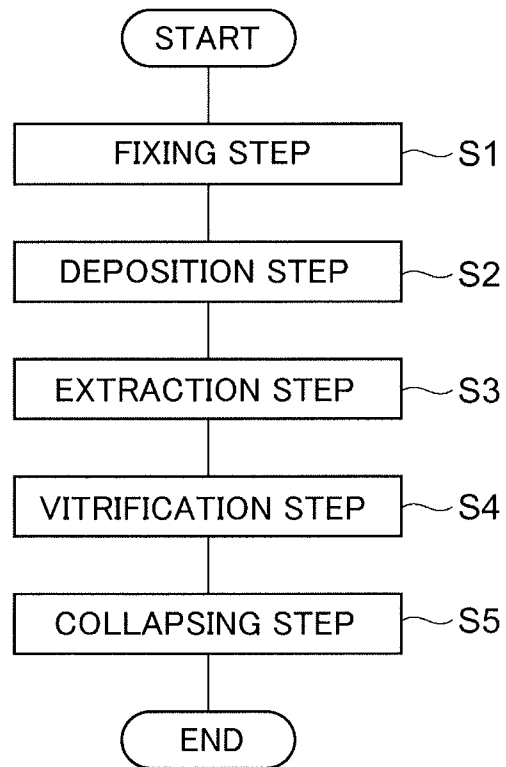 START
FIXING STEP S1
DEPOSITION STEP S2
EXTRACTION STEP S3
VITRIFICATION STEP S4
COLLAPSING STEP S5
END